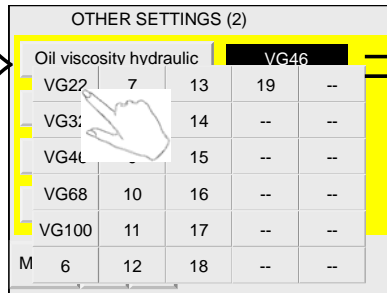 OTHER SETTINGS (2)
Oil viscosity hydraulic VG46
VG22 7 13 19 --
VG32 14 -- --
VG46 15 -- --
VG68 10 16 -- --
VG100 11 17 -- --
M
6 12 18 -- --